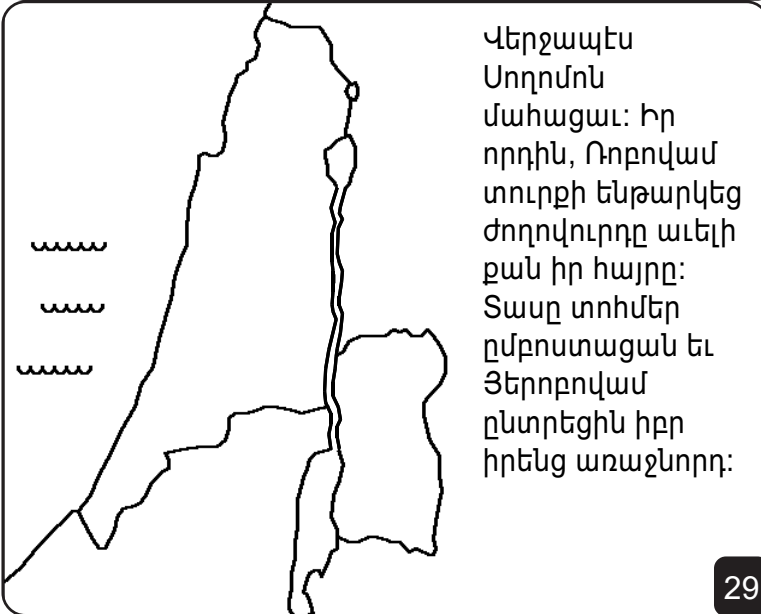 Վերջապէս
Սողոմոն
մահացաւ: Իր
որդին, Ռոբովամ
տուրքի ենթարկեց
ժողովուրդը աւելի
քան իր հայրը:
Տասը տոհմեր
ըմբոստացան եւ
Յերոբովամ
ընտրեցին իբր
իրենց առաջնորդ:
29